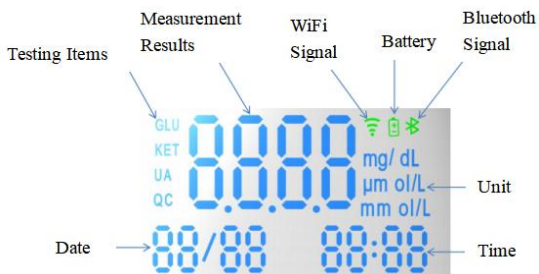 Measurement
Results
WiFi
Signal
Battery
Bluetooth
Signal
Testing Items
GLU
KET
UA
QC
8.8.8.8
mg/ dL
µm ol/L
mm ol/L
Unit
Date
88/88
88:88
Time